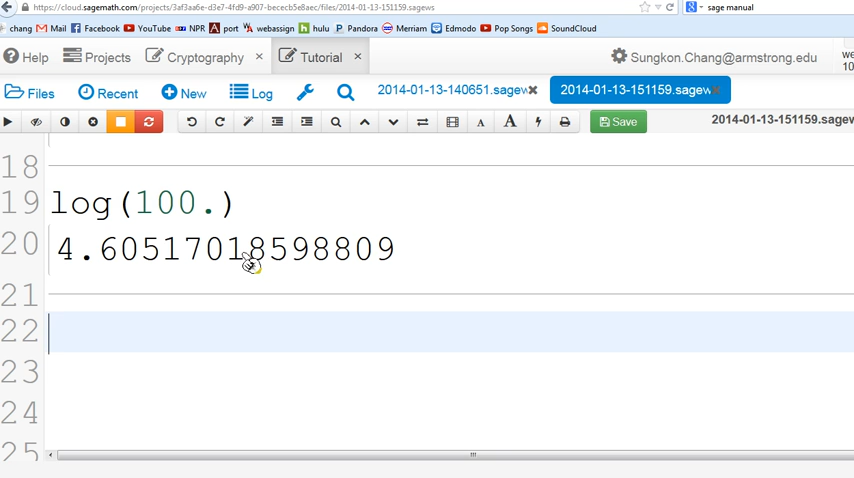 https://cloud.sagemath.com/projects/3af3aa6e-d3e7-4fd9-a907-bececb5e8aec/files/2014-01-13-151159.sagews
sage manual
chang Mail Facebook YouTube NPR port webassign hulu Pandora Merriam Edmodo Pop Songs SoundCloud
Help Projects Cryptography × Tutorial × Sungkon.Chang@armstrong.edu
10
Files Recent New Log 2014-01-13-140651.sagew 2014-01-13-151159.sagew
A A Save 2014-01-13-151159.sagew
18
19 log(100.)
20 4.60517018598809
21
22
23
24
25